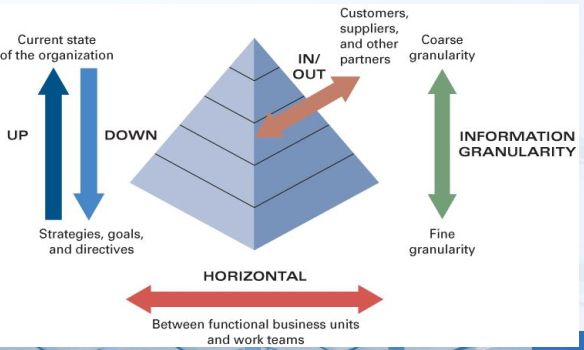 Current state
of the organization
UP
DOWN
Strategies, goals,
and directives
IN/
OUT
Customers,
suppliers,
and other
partners
Coarse
granularity
INFORMATION
GRANULARITY
Fine
granularity
HORIZONTAL
Between functional business units
and work teams